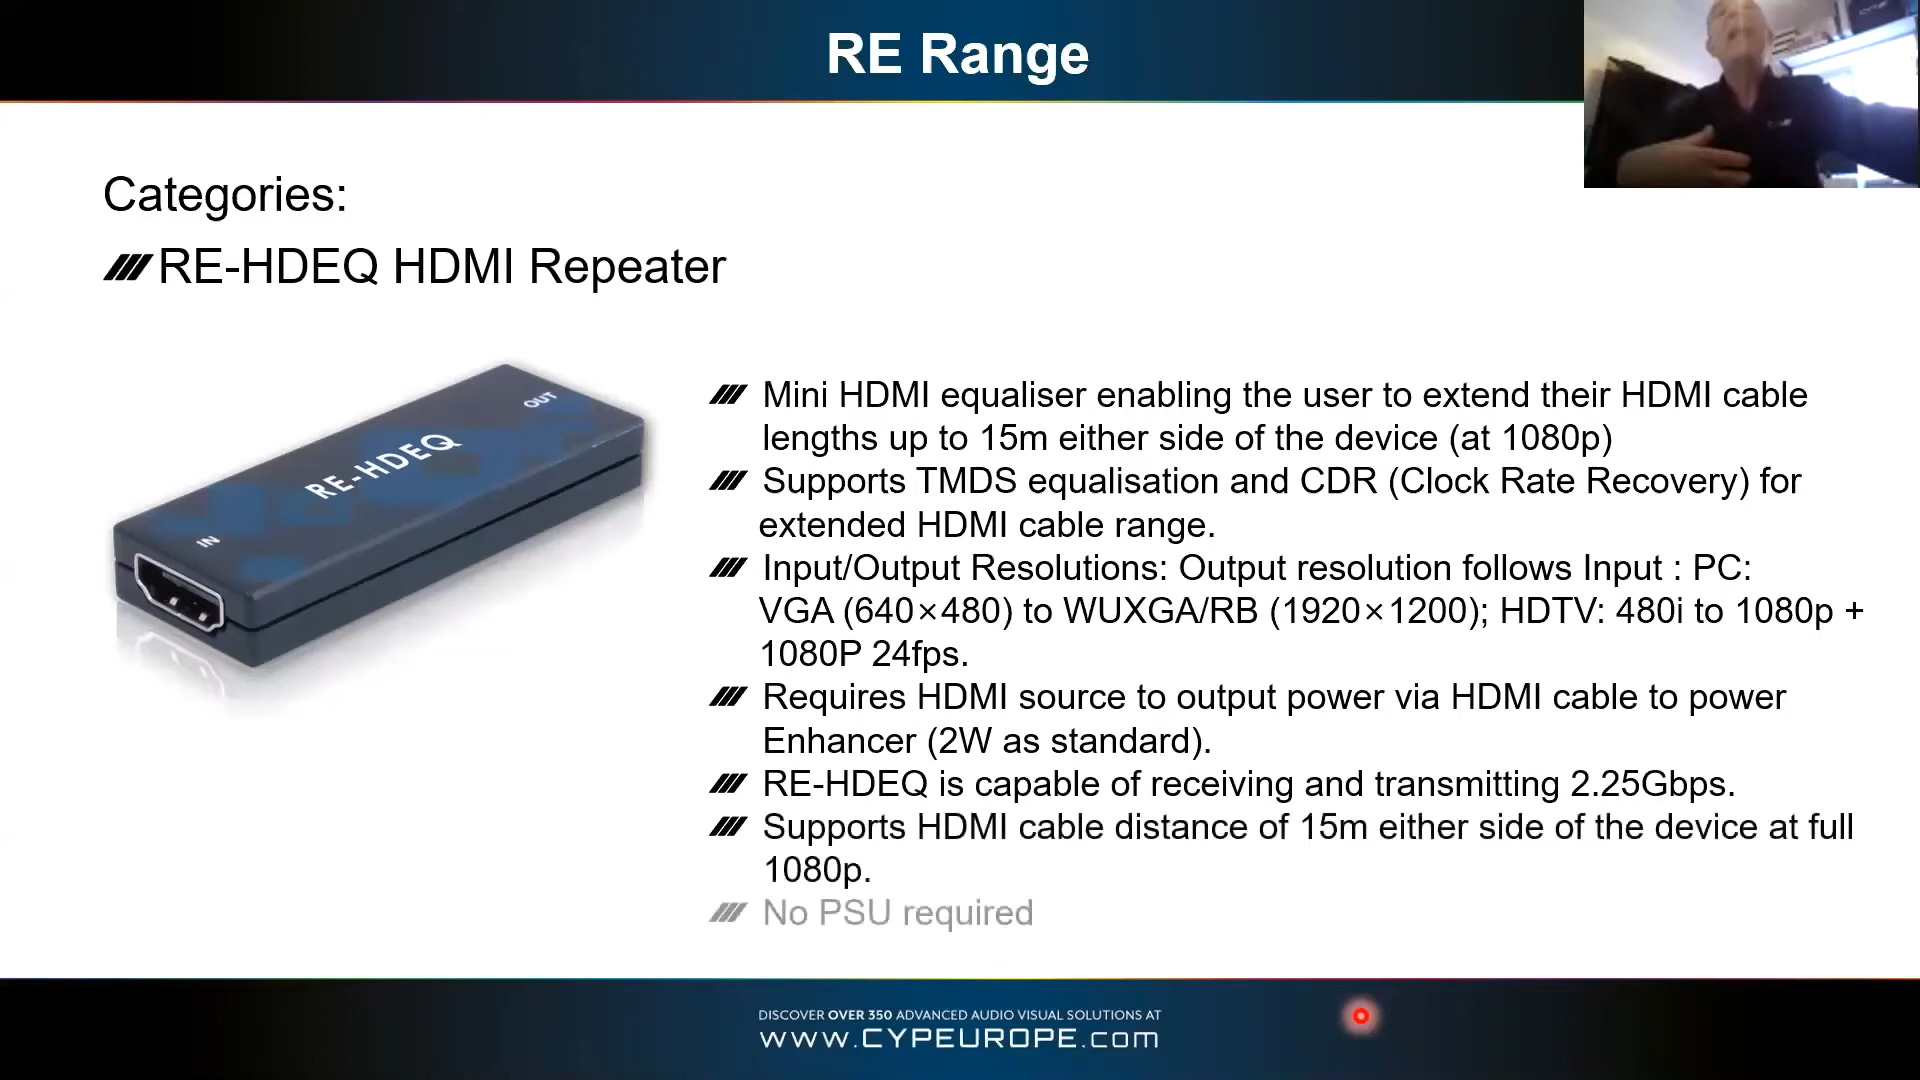 RE Range
Categories:
RE-HDEQ HDMI Repeater
OUT
RE-HDEQ
IN
Mini HDMI equaliser enabling the user to extend their HDMI cable
lengths up to 15m either side of the device (at 1080p)
Supports TMDS equalisation and CDR (Clock Rate Recovery) for
extended HDMI cable range.
Input/Output Resolutions: Output resolution follows Input : PC:
VGA (640×480) to WUXGA/RB (1920×1200); HDTV: 480i to 1080p +
1080P 24fps.
Requires HDMI source to output power via HDMI cable to power
Enhancer (2W as standard).
RE-HDEQ is capable of receiving and transmitting 2.25Gbps.
Supports HDMI cable distance of 15m either side of the device at full
1080p.
No PSU required
DISCOVER OVER 350 ADVANCED AUDIO VISUAL SOLUTIONS AT
WWW.CYPEUROPE.com